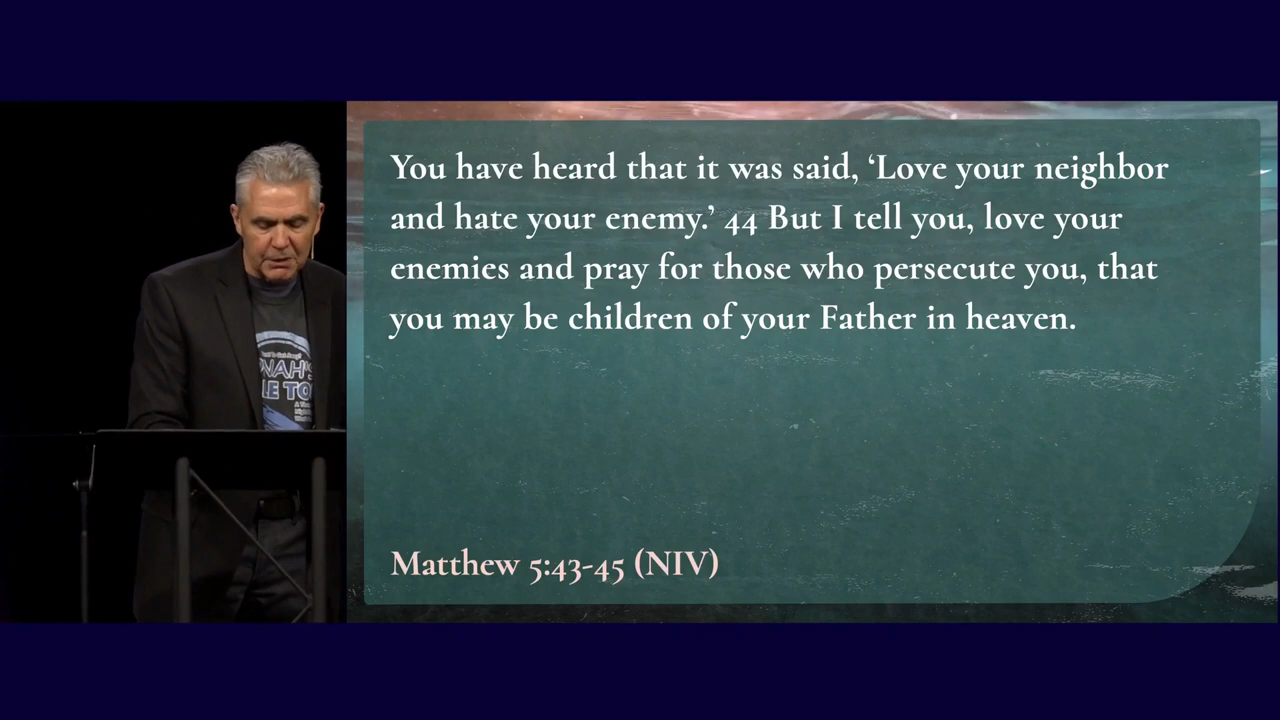 You have heard that it was said, ‘Love your neighbor
and hate your enemy.’ 44 But I tell you, love your
enemies and pray for those who persecute you, that
you may be children of your Father in heaven.
Matthew 5:43-45 (NIV)